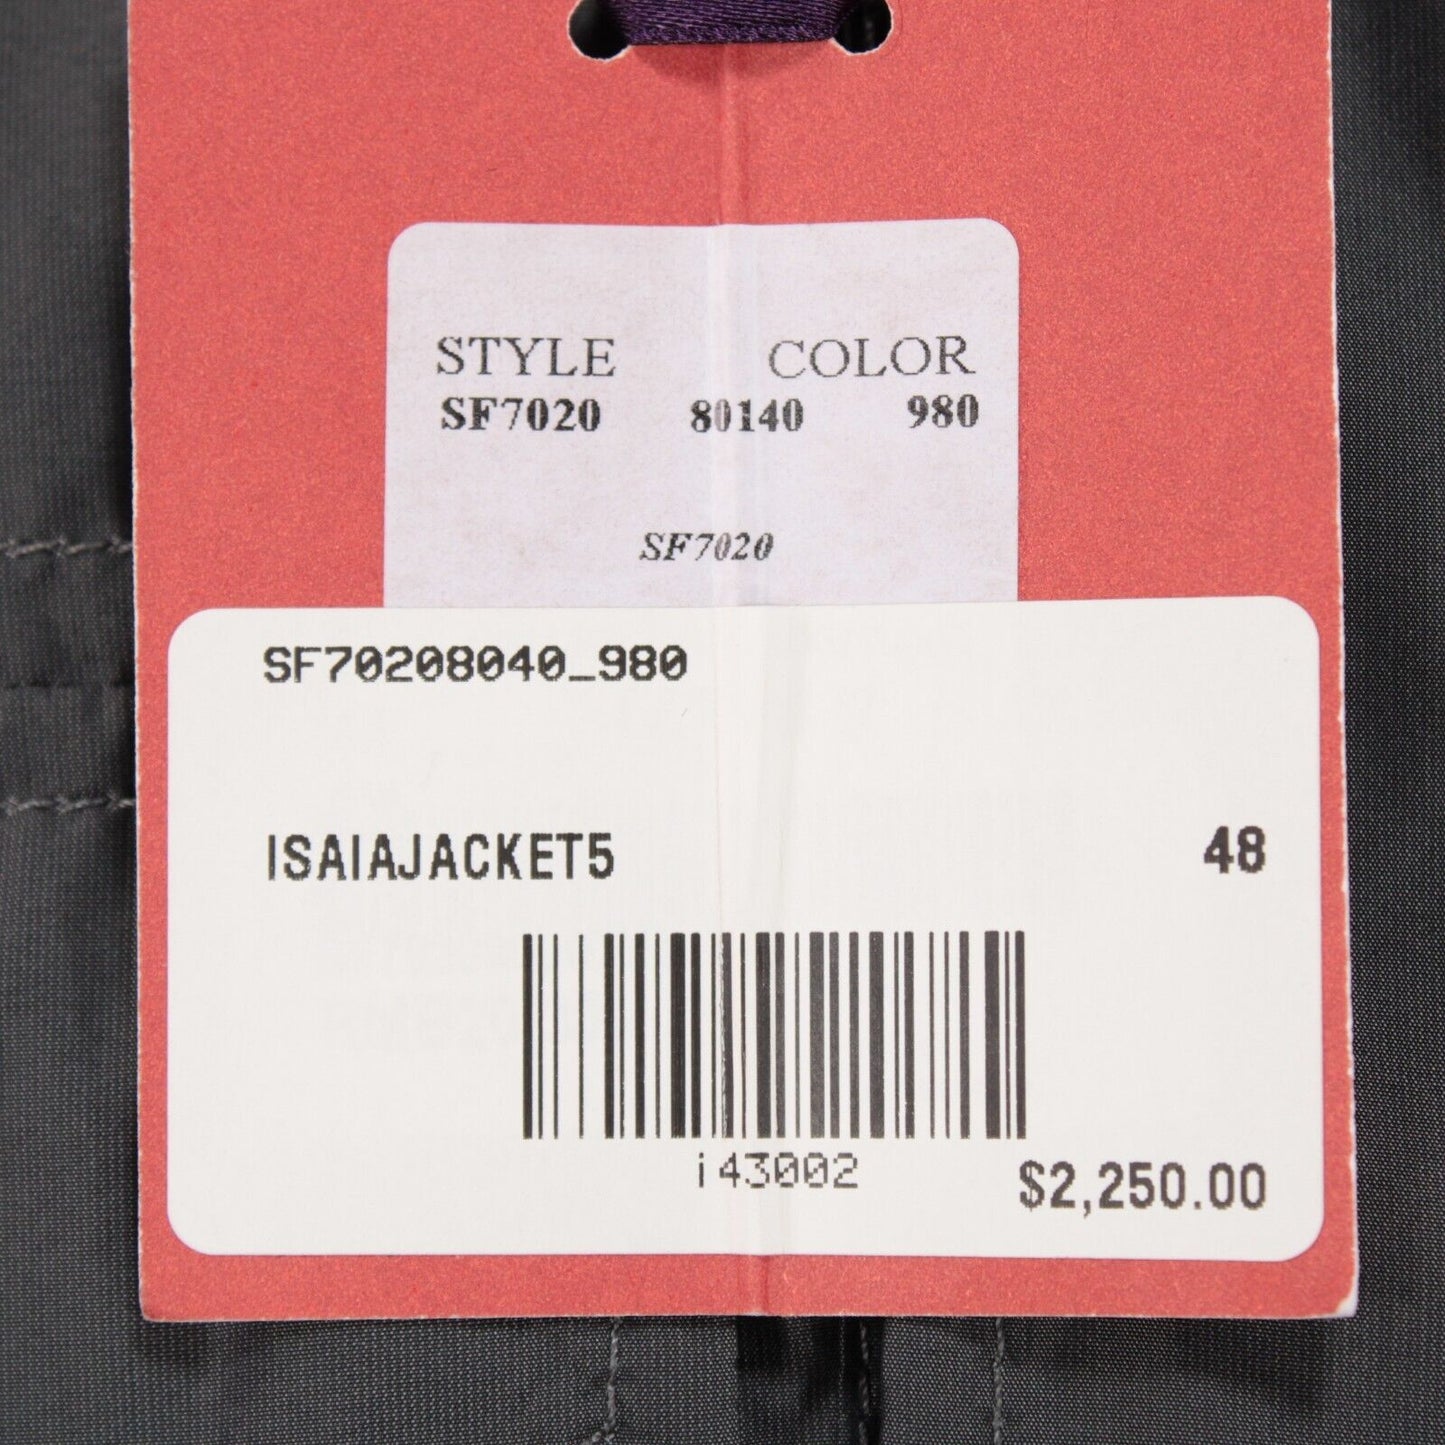 STYLE COLOR
SF7020 80140 980
SF7020
SF70208040_980
ISAIAJACKET5 48
i43002
$2,250.00